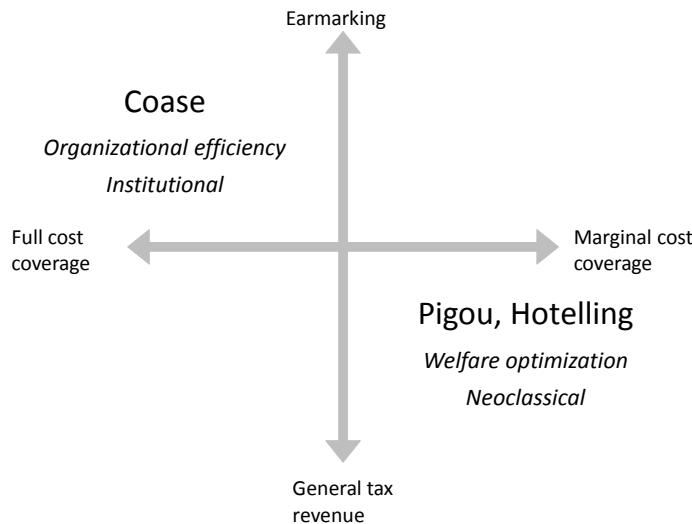 Earmarking
Coase
Organizational efficiency
Institutional
Full cost
coverage
Marginal cost
coverage
Pigou, Hotelling
Welfare optimization
Neoclassical
General tax
revenue